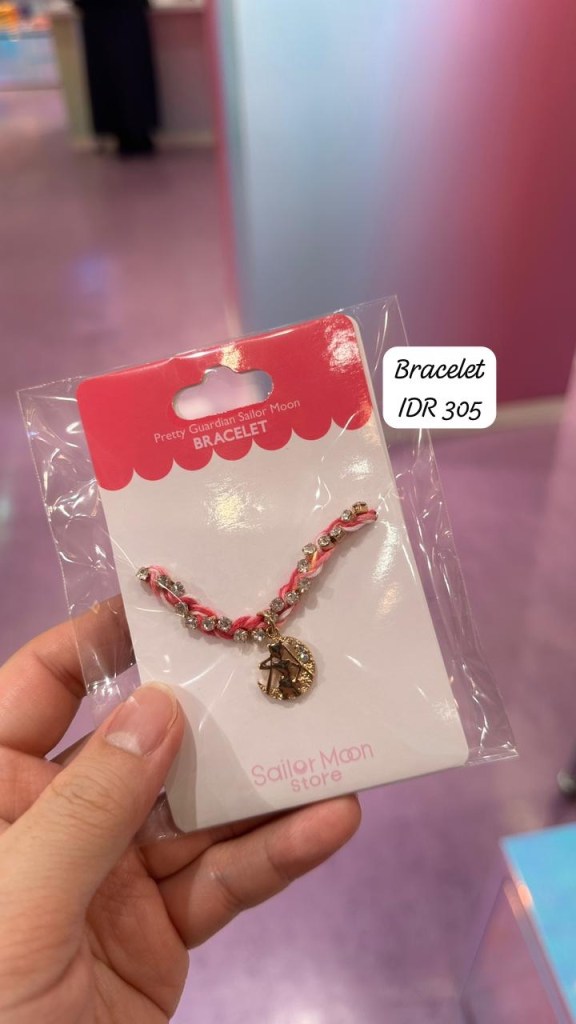 Bracelet
IDR 305
Pretty Guardian Sailor Moon
BRACELET
Sailor Moon
store